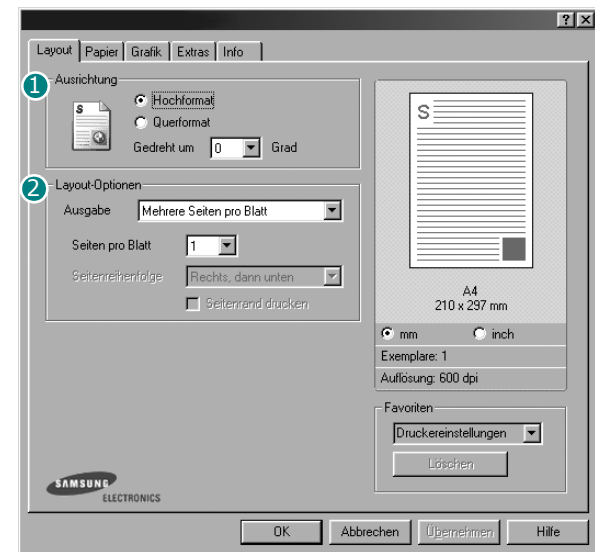 ? X
Layout Papier Grafik Extras Info
1
Ausrichtung
S
Hochformat
Querformat
Gedreht um 0 Grad
2
Layout-Optionen
Ausgabe Mehrere Seiten pro Blatt
Seiten pro Blatt 1
Seitenreihenfolge Rechts, dann unten
Seitenrand drucken
S
A4
210 x 297 mm
mm inch
Exemplare: 1
Auflösung: 600 dpi
Favoriten
Druckereinstellungen
Löschen
SAMSUNG
ELECTRONICS
OK Abbrechen Übernehmen Hilfe